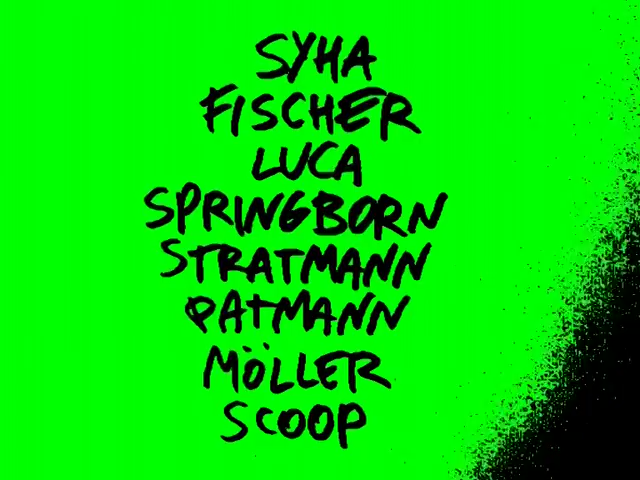 SYHA
FISCHER
LUCA
SPRINGBORN
STRATMANN
PATMANN
MÖLLER
SCOOP